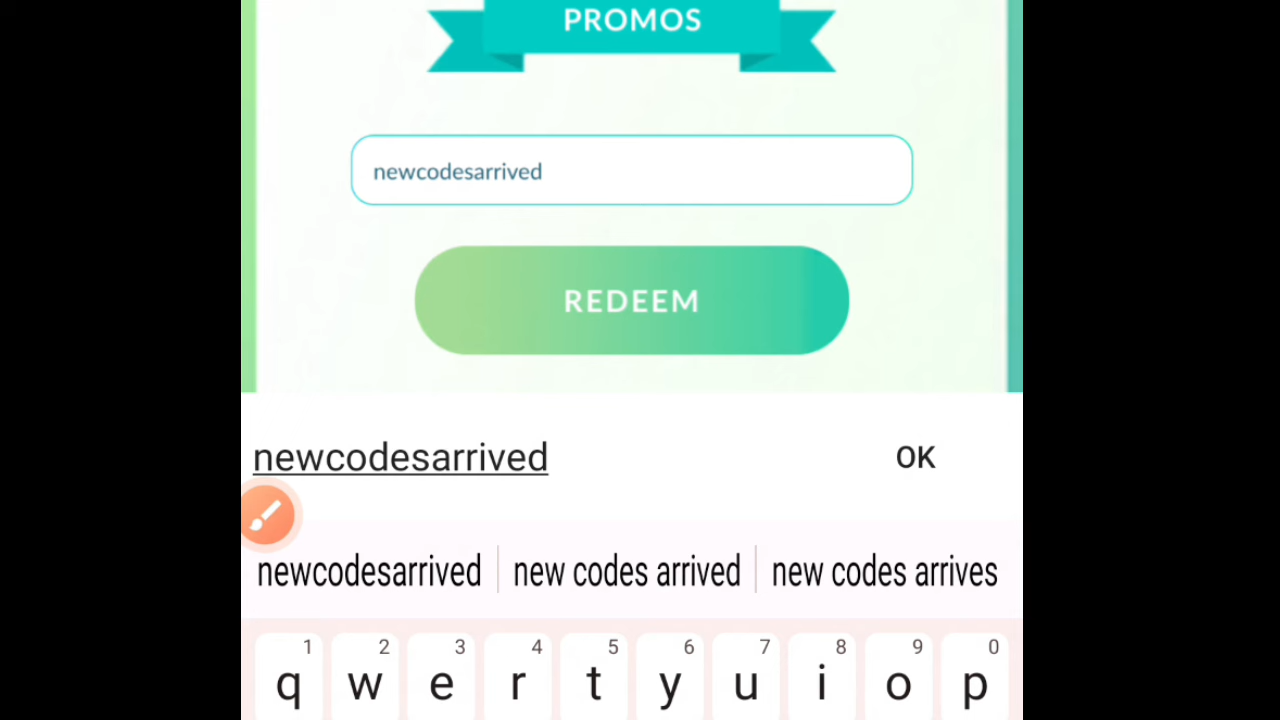 PROMOS
newcodesarrived
REDEEM
newcodesarrived OK
newcodesarrived new codes arrived new codes arrives
1 2 3 4 5 6 7 8 9 0
q w e r t y u i o p